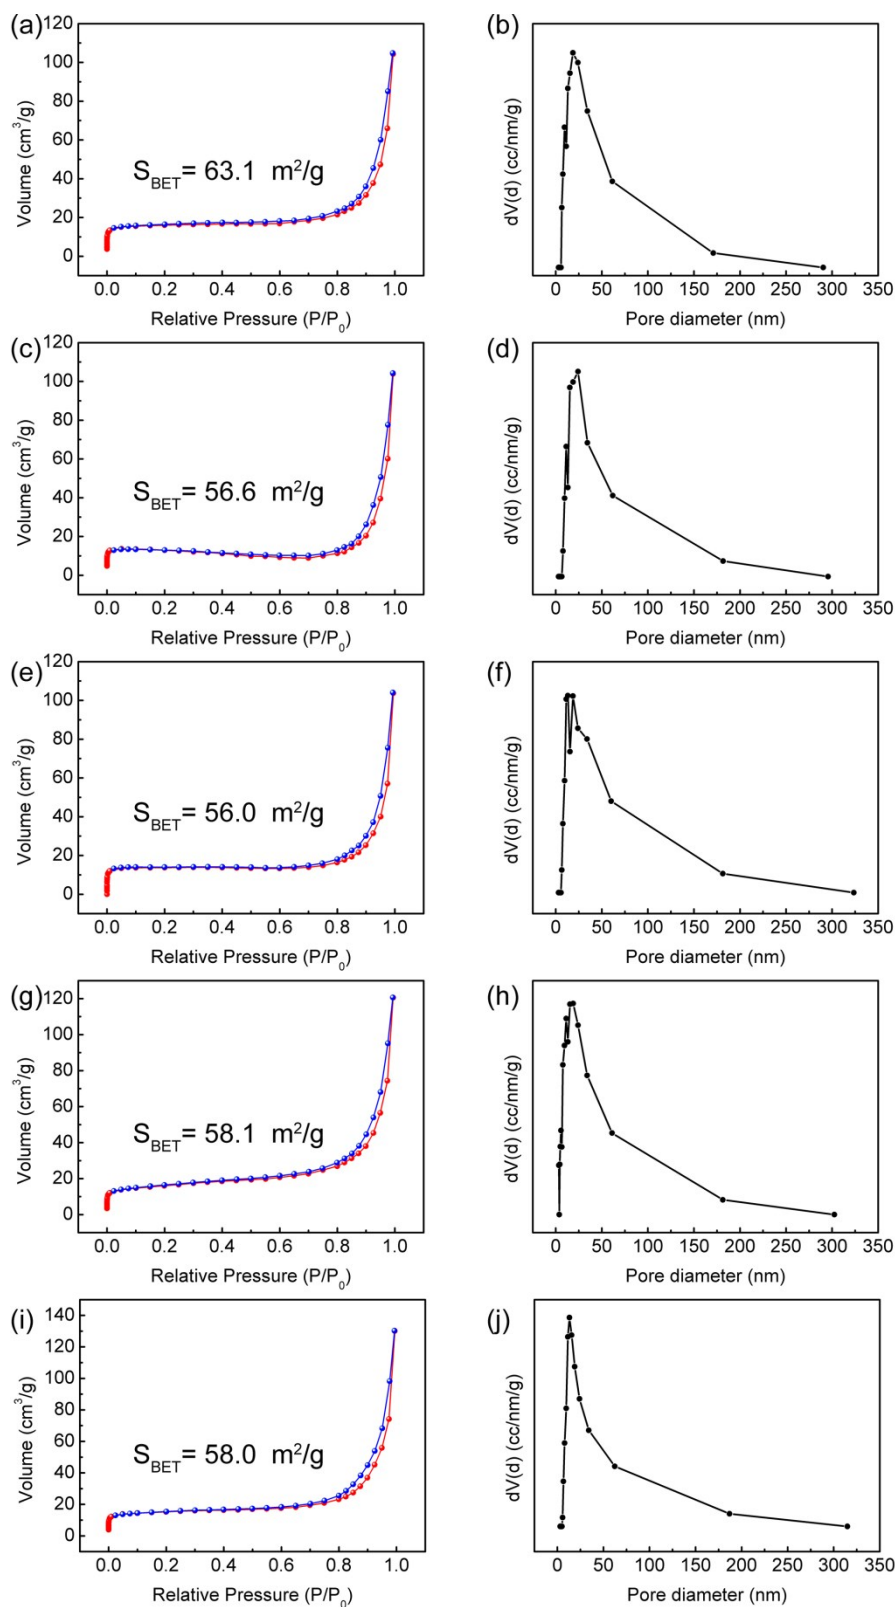 (a)
120
100
80
60
40
20
0
Volume (cm³/g)
S_BET= 63.1 m²/g
0.0 0.2 0.4 0.6 0.8 1.0
Relative Pressure (P/P₀)
(b)
dV(d) (cc/nm/g)
0 50 100 150 200 250 300 350
Pore diameter (nm)
(c)
120
100
80
60
40
20
0
Volume (cm³/g)
S_BET= 56.6 m²/g
0.0 0.2 0.4 0.6 0.8 1.0
Relative Pressure (P/P₀)
(d)
dV(d) (cc/nm/g)
0 50 100 150 200 250 300 350
Pore diameter (nm)
(e)
120
100
80
60
40
20
0
Volume (cm³/g)
S_BET= 56.0 m²/g
0.0 0.2 0.4 0.6 0.8 1.0
Relative Pressure (P/P₀)
(f)
dV(d) (cc/nm/g)
0 50 100 150 200 250 300 350
Pore diameter (nm)
(g)
120
100
80
60
40
20
0
Volume (cm³/g)
S_BET= 58.1 m²/g
0.0 0.2 0.4 0.6 0.8 1.0
Relative Pressure (P/P₀)
(h)
dV(d) (cc/nm/g)
0 50 100 150 200 250 300 350
Pore diameter (nm)
(i)
140
120
100
80
60
40
20
0
Volume (cm³/g)
S_BET= 58.0 m²/g
0.0 0.2 0.4 0.6 0.8 1.0
Relative Pressure (P/P₀)
(j)
dV(d) (cc/nm/g)
0 50 100 150 200 250 300 350
Pore diameter (nm)